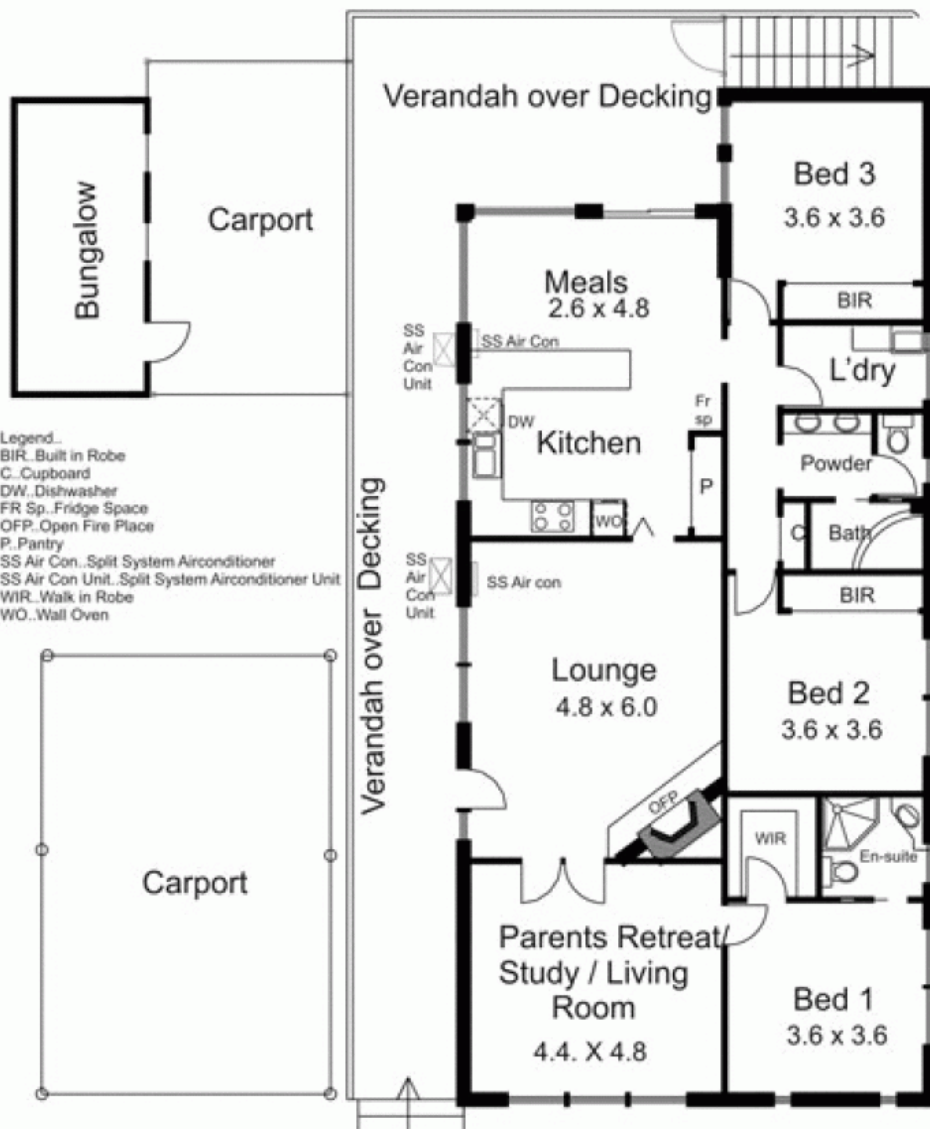 Verandah over Decking
Bed 3
3.6 x 3.6
BIR
Bungalow
Carport
Meals
2.6 x 4.8
SS
Air
Con
Unit
SS Air Con
L'dry
Fr
sp
DW
Kitchen
Powder
P
WO
C
Bath
Legend..
BIR..Built in Robe
C..Cupboard
DW..Dishwasher
FR Sp..Fridge Space
OFP..Open Fire Place
P..Pantry
SS Air Con..Split System Airconditioner
SS Air Con Unit..Split System Airconditioner Unit
WIR..Walk in Robe
WO..Wall Oven
Verandah over Decking
SS
Air
Con
Unit
SS Air con
BIR
Lounge
4.8 x 6.0
Bed 2
3.6 x 3.6
OFP
WIR
En-suite
Carport
Parents Retreat/
Study / Living
Room
4.4. X 4.8
Bed 1
3.6 x 3.6